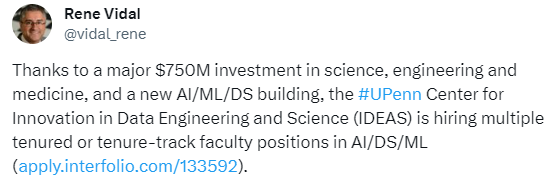 Rene Vidal
@vidal_rene
Thanks to a major $750M investment in science, engineering and
medicine, and a new AI/ML/DS building, the #UPenn Center for
Innovation in Data Engineering and Science (IDEAS) is hiring multiple
tenured or tenure-track faculty positions in AI/DS/ML
(apply.interfolio.com/133592).